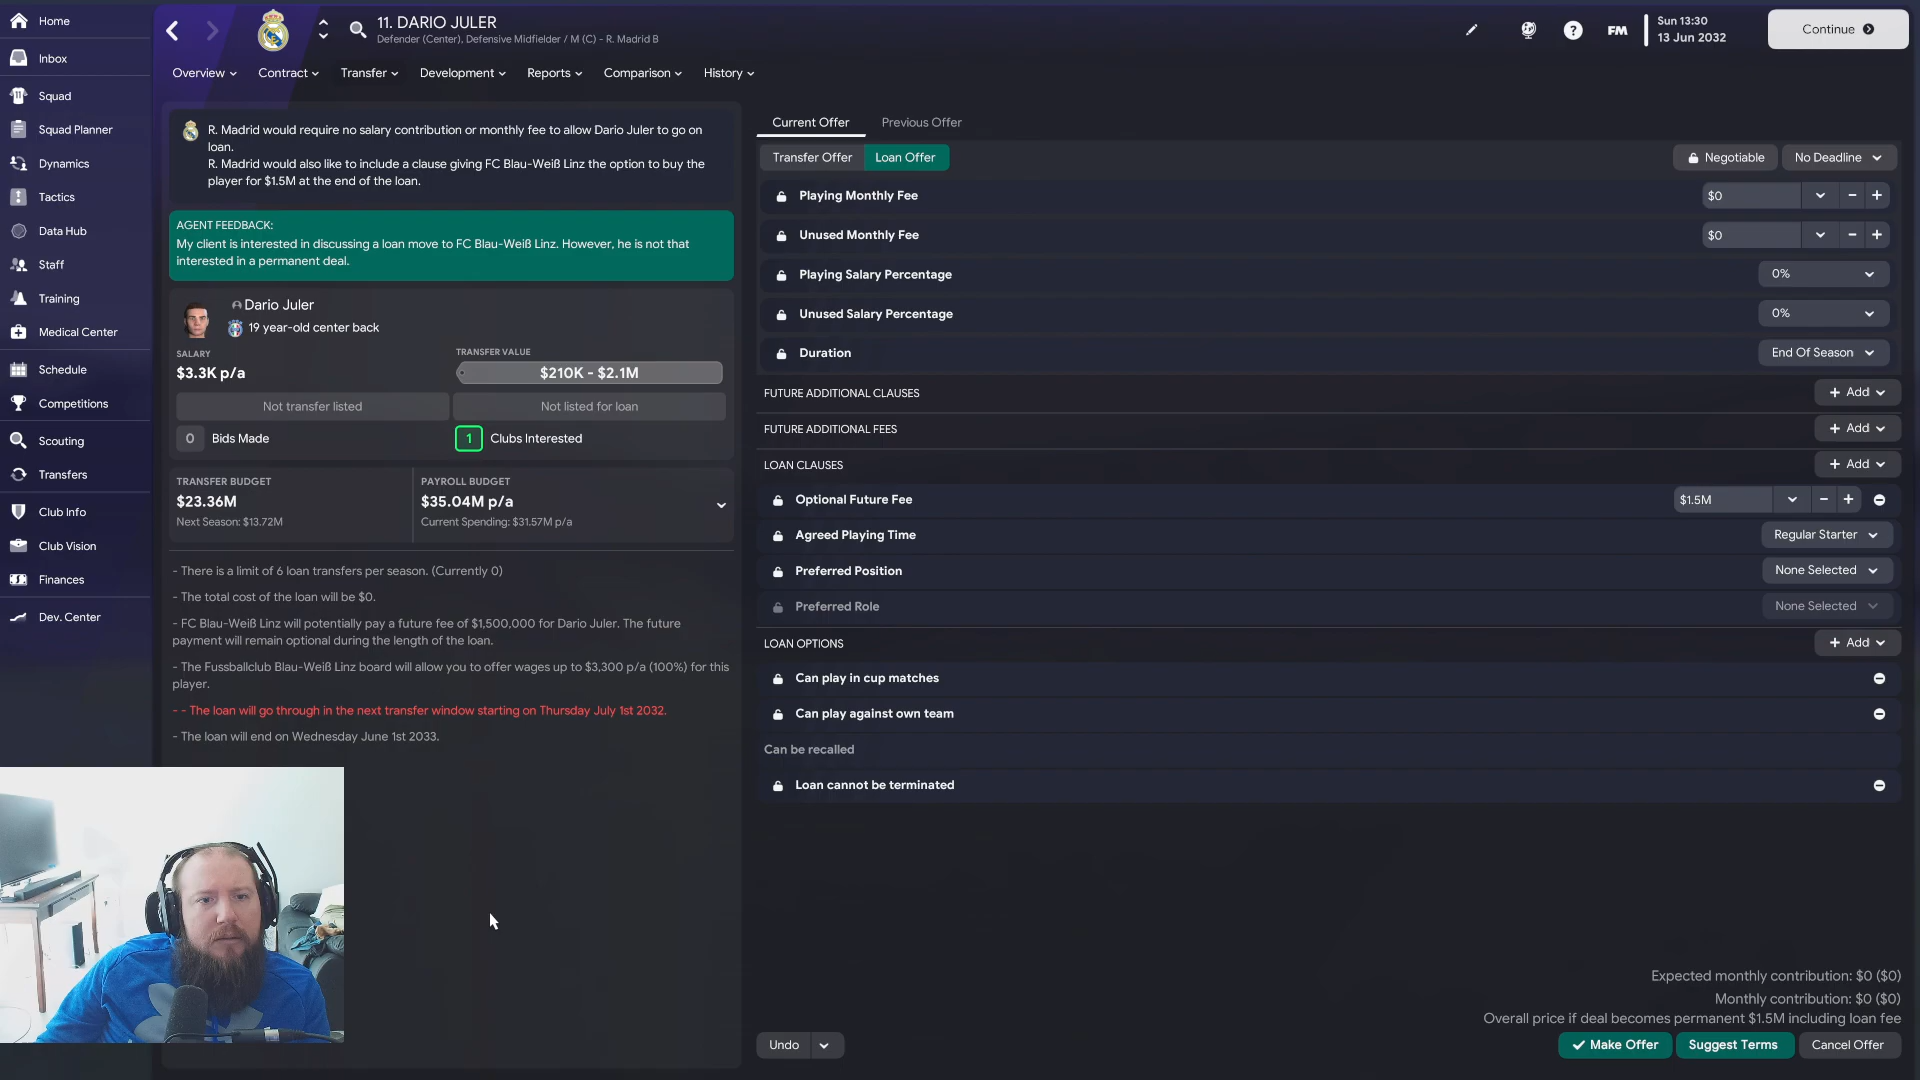 Home
Inbox
Squad
Squad Planner
Dynamics
Tactics
Data Hub
Staff
Training
Medical Center
Schedule
Competitions
Scouting
Transfers
Club Info
Club Vision
Finances
Dev. Center
11. DARIO JULER
Defender (Center), Defensive Midfielder / M (C) - R. Madrid B
FM
Sun 13:30
13 Jun 2032
Continue
Overview
Contract
Transfer
Development
Reports
Comparison
History
R. Madrid would require no salary contribution or monthly fee to allow Dario Juler to go on
loan.
R. Madrid would also like to include a clause giving FC Blau-Weiß Linz the option to buy the
player for $1.5M at the end of the loan.
AGENT FEEDBACK:
My client is interested in discussing a loan move to FC Blau-Weiß Linz. However, he is not that
interested in a permanent deal.
Dario Juler
19 year-old center back
SALARY
$3.3K p/a
TRANSFER VALUE
$210K - $2.1M
Not transfer listed
Not listed for loan
0 Bids Made
1 Clubs Interested
TRANSFER BUDGET
$23.36M
Next Season: $13.72M
PAYROLL BUDGET
$35.04M p/a
Current Spending: $31.57M p/a
- There is a limit of 6 loan transfers per season. (Currently 0)
- The total cost of the loan will be $0.
- FC Blau-Weiß Linz will potentially pay a future fee of $1,500,000 for Dario Juler. The future
payment will remain optional during the length of the loan.
- The Fussballclub Blau-Weiß Linz board will allow you to offer wages up to $3,300 p/a (100%) for this
player.
- - The loan will go through in the next transfer window starting on Thursday July 1st 2032.
- The loan will end on Wednesday June 1st 2033.
Current Offer
Previous Offer
Transfer Offer
Loan Offer
Negotiable
No Deadline
Playing Monthly Fee
$0
Unused Monthly Fee
$0
Playing Salary Percentage
0%
Unused Salary Percentage
0%
Duration
End Of Season
FUTURE ADDITIONAL CLAUSES
+ Add
FUTURE ADDITIONAL FEES
+ Add
LOAN CLAUSES
+ Add
Optional Future Fee
$1.5M
Agreed Playing Time
Regular Starter
Preferred Position
None Selected
Preferred Role
None Selected
LOAN OPTIONS
+ Add
Can play in cup matches
Can play against own team
Can be recalled
Loan cannot be terminated
Expected monthly contribution: $0 ($0)
Monthly contribution: $0 ($0)
Overall price if deal becomes permanent $1.5M including loan fee
Undo
Make Offer
Suggest Terms
Cancel Offer